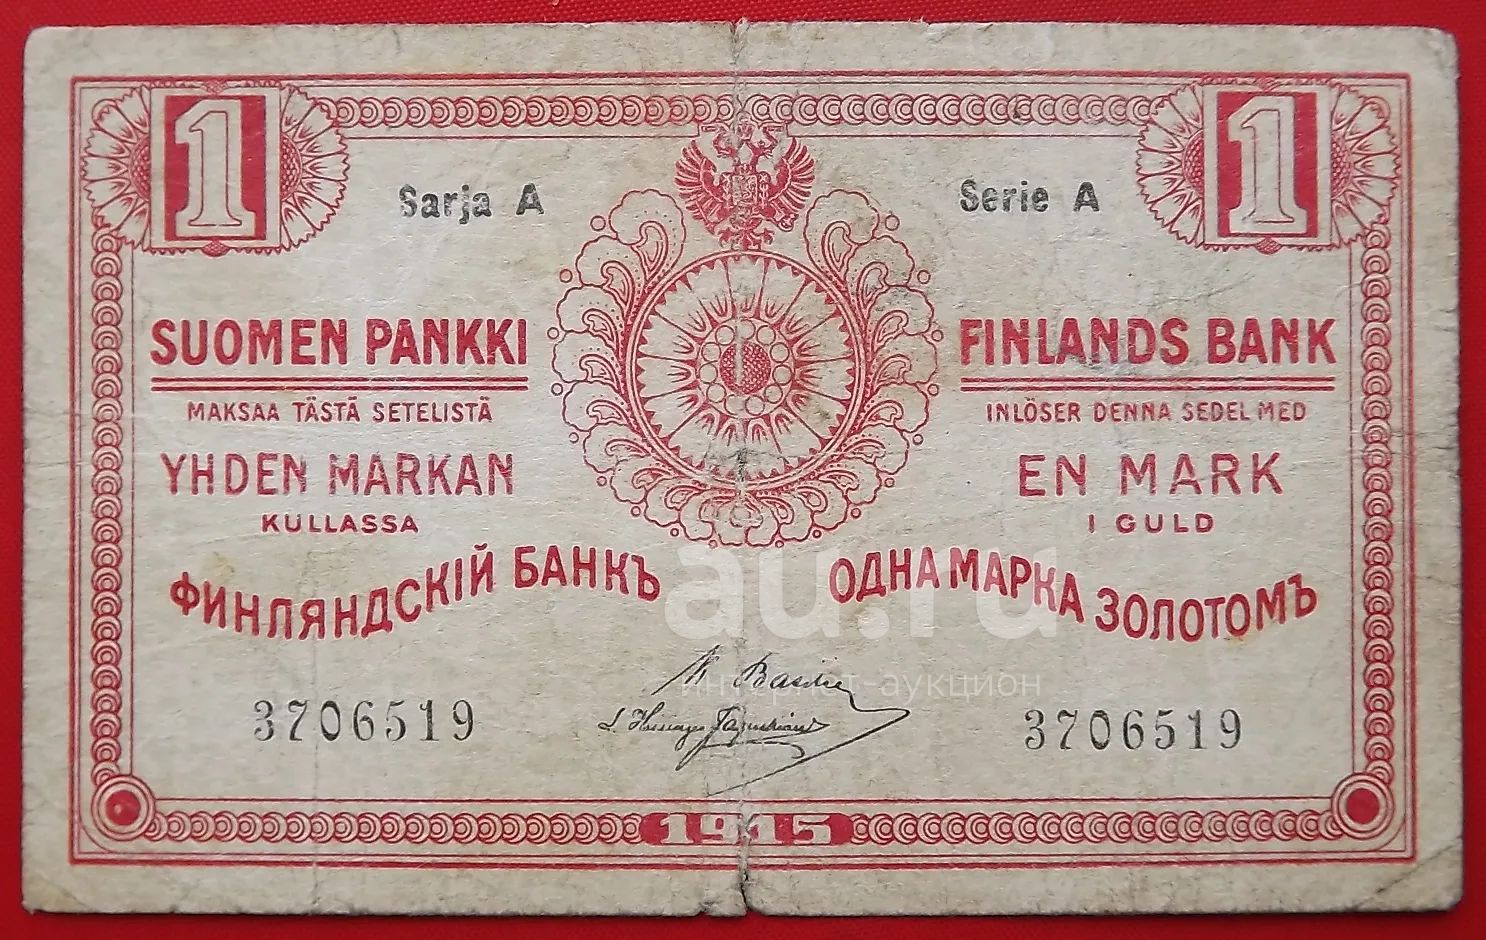 1 1
Sarja A Serie A
SUOMEN PANKKI
MAKSAA TÄSTÄ SETELISTÄ
YHDEN MARKAN
KULLASSA
FINLANDS BANK
INLÖSER DENNA SEDEL MED
EN MARK
I GULD
ФИНЛЯНДСКІЙ БАНКЪ
ОДНА МАРКА ЗОЛОТОМЪ
au.ru
интернет-аукцион
3706519 3706519
1915